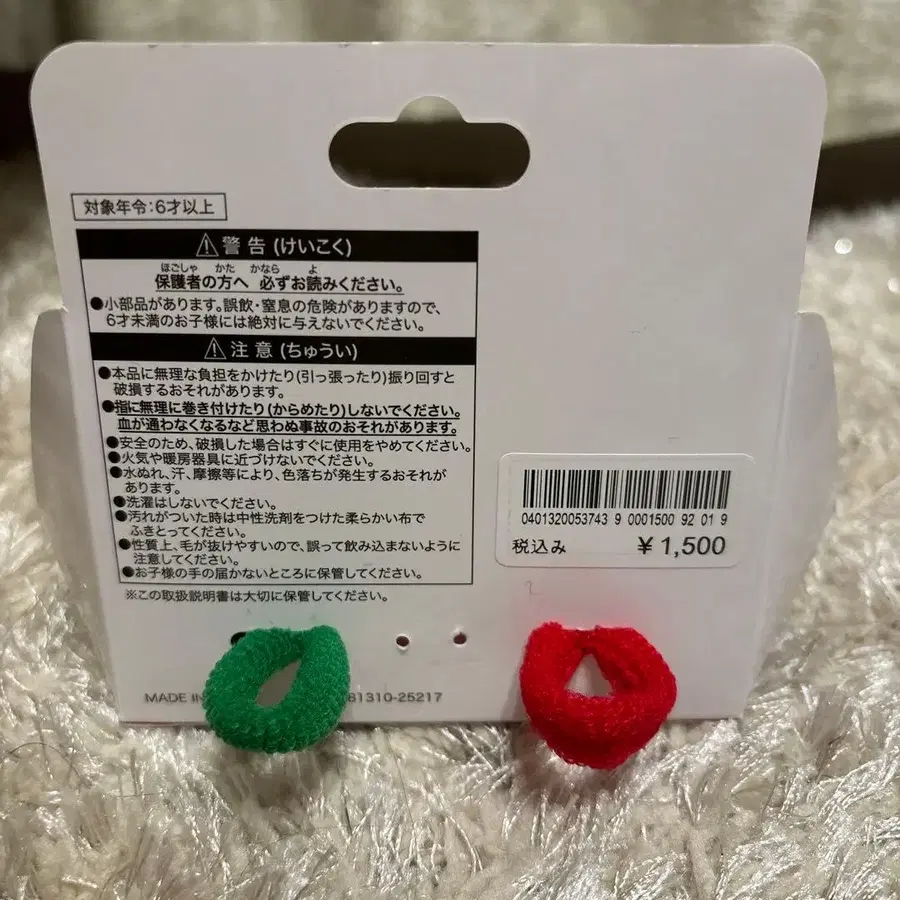 対象年令:6才以上
⚠警告(けいこく)
ほごしゃ かた かなら よ
保護者の方へ 必ずお読みください。
●小部品があります。誤飲・窒息の危険がありますので、
6才未満のお子様には絶対に与えないでください。
⚠注意(ちゅうい)
●本品に無理な負担をかけたり(引っ張ったり)振り回すと
破損するおそれがあります。
●指に無理に巻き付けたり(からめたり)しないでください。
血が通わなくなるなど思わぬ事故のおそれがあります。
●安全のため、破損した場合はすぐに使用をやめてください。
●火気や暖房器具に近づけないでください。
●水ぬれ、汗、摩擦等により、色落ちが発生するおそれが
あります。
●洗濯はしないでください。
●汚れがついた時は中性洗剤をつけた柔らかい布で
ふきとってください。
●性質上、毛が抜けやすいので、誤って飲み込まないように
注意してください。
●お子様の手の届かないところに保管してください。
※この取扱説明書は大切に保管してください。
0401320053743 9 0001500 92 01 9
税込み ¥1,500
MADE IN 81310-25217